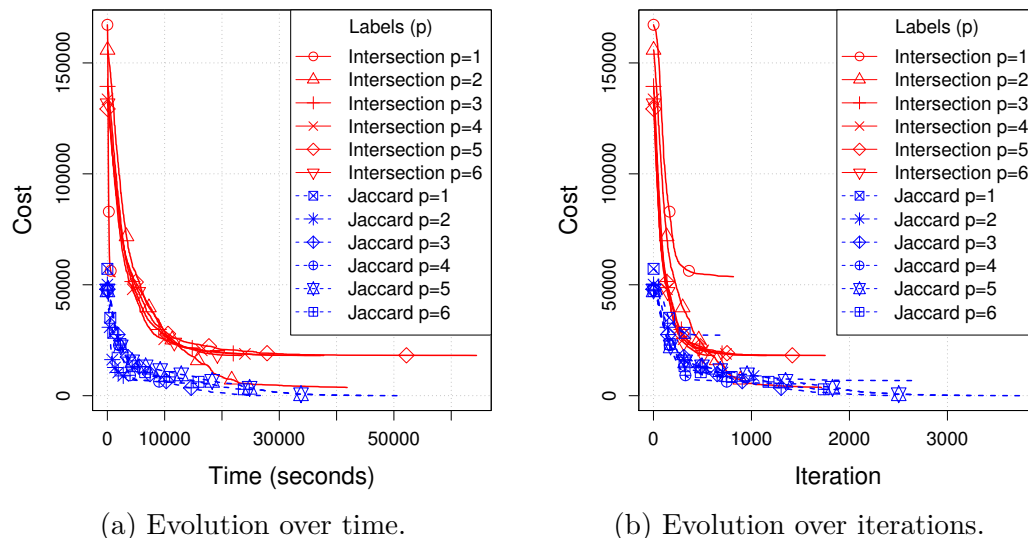 Cost
150000
100000
50000
0
0
10000
30000
50000
Time (seconds)
Labels (p)
Intersection p=1
Intersection p=2
Intersection p=3
Intersection p=4
Intersection p=5
Intersection p=6
Jaccard p=1
Jaccard p=2
Jaccard p=3
Jaccard p=4
Jaccard p=5
Jaccard p=6
(a) Evolution over time.
Cost
150000
100000
50000
0
0
1000
2000
3000
Iteration
Labels (p)
Intersection p=1
Intersection p=2
Intersection p=3
Intersection p=4
Intersection p=5
Intersection p=6
Jaccard p=1
Jaccard p=2
Jaccard p=3
Jaccard p=4
Jaccard p=5
Jaccard p=6
(b) Evolution over iterations.